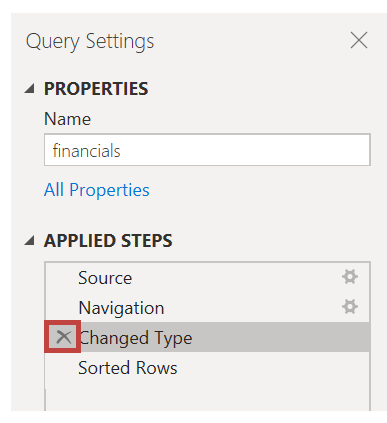 Query Settings
PROPERTIES
Name
financials
All Properties
APPLIED STEPS
Source
Navigation
Changed Type
Sorted Rows